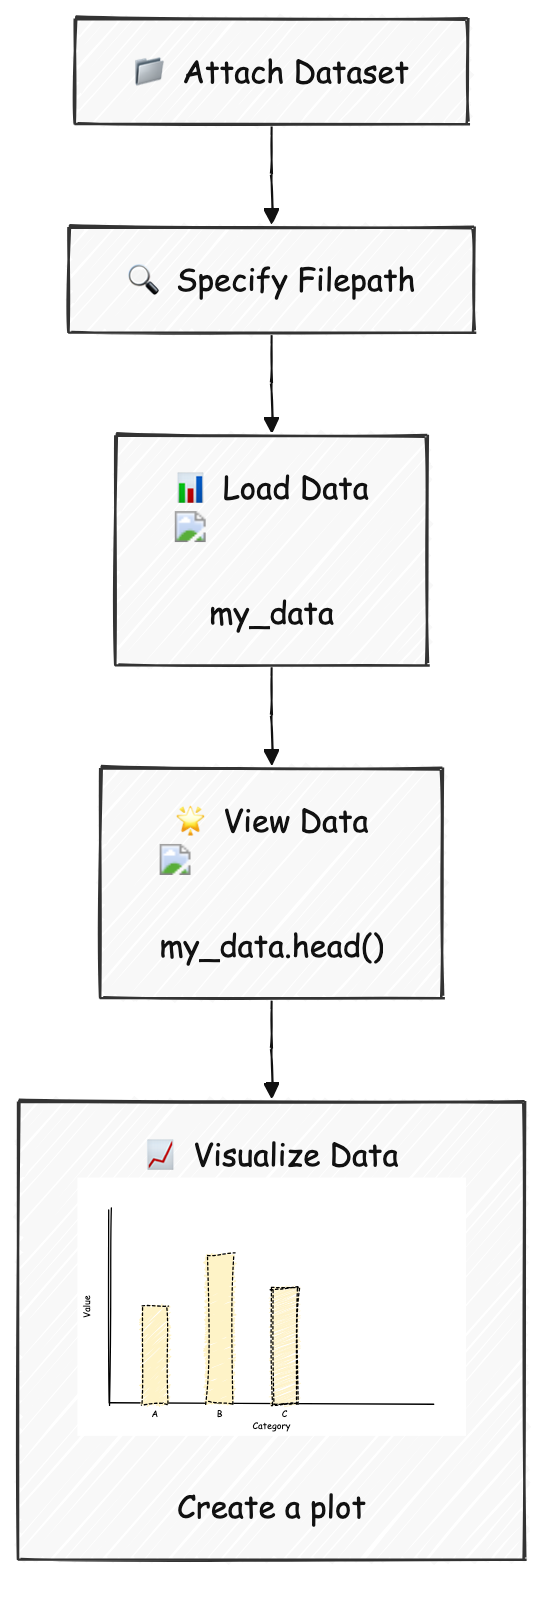 Attach Dataset
Specify Filepath
Load Data
my_data
View Data
my_data.head()
Visualize Data
Value
A B C
Category
Create a plot